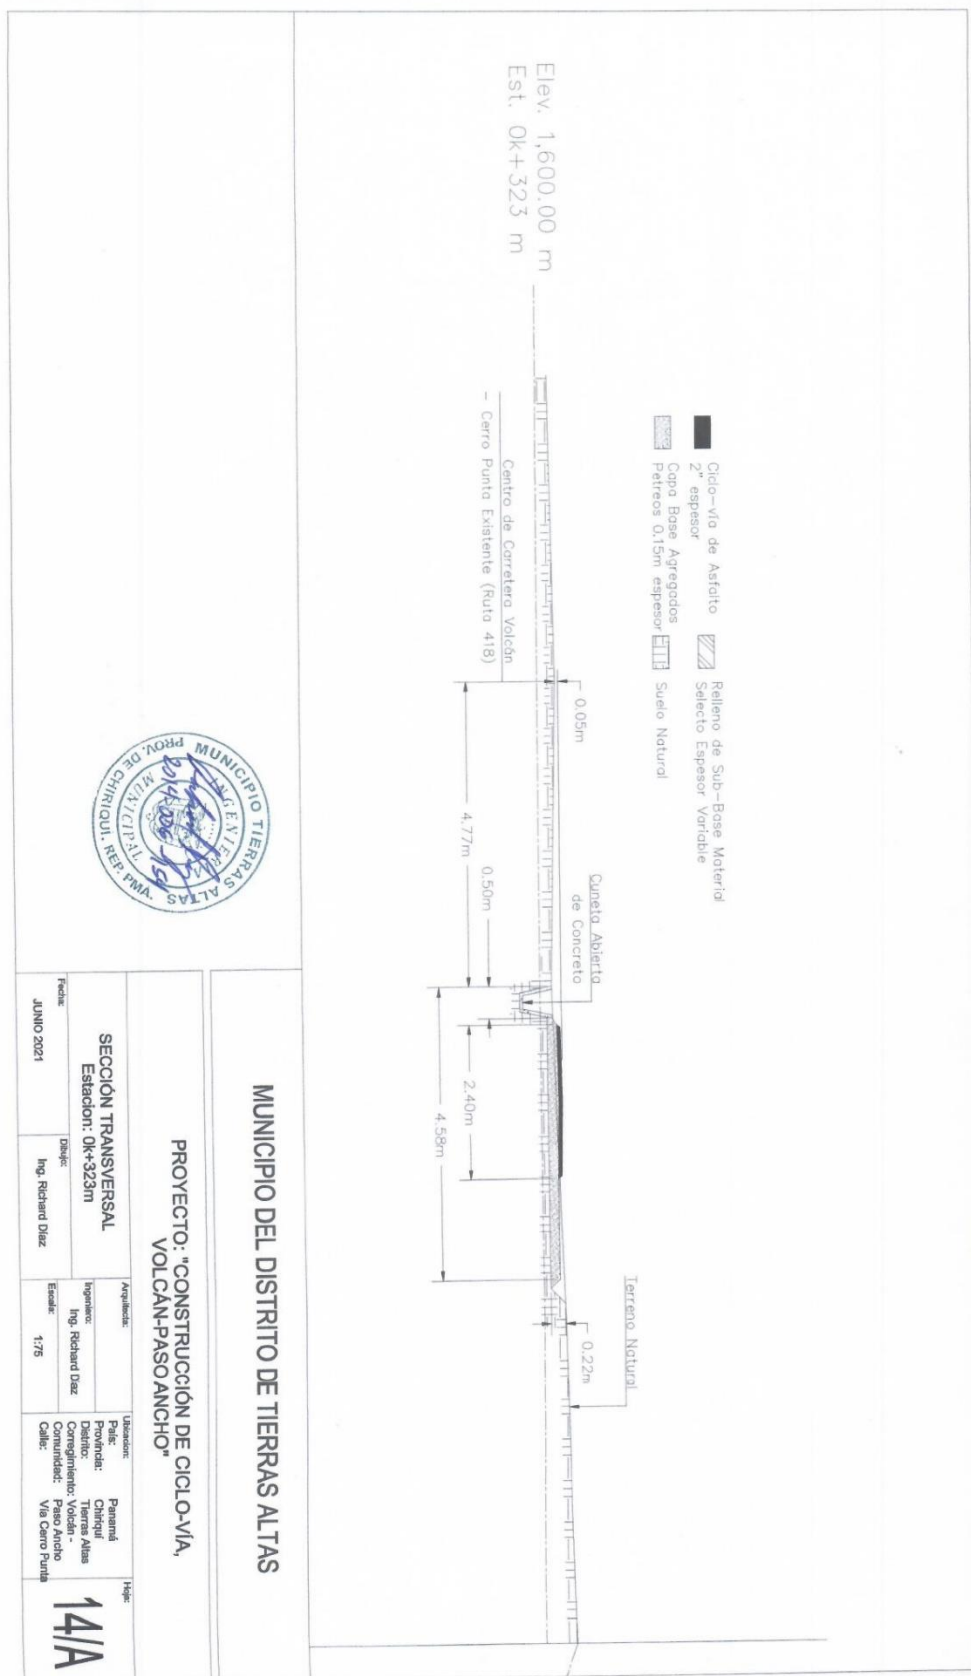 Elev. 1,600.00 m
Est. 0k+323 m
Ciclo-vía de Asfalto
2" espesor
Capa Base Agregados
Petreos 0.15m espesor
Relleno de Sub-Base Material
Selecto Espesor Variable
Suelo Natural
Centro de Carretera Volcán
- Cerro Punta Existente (Ruta 418)
0.05m
4.77m
0.50m
Cuneta Abierta
de Concreto
2.40m
4.58m
Terreno Natural
0.22m
MUNICIPIO TIERRAS ALTAS
INGENIERIA
MUNICIPAL
PROV. DE CHIRIQUI. REP. PMA.
MUNICIPIO DEL DISTRITO DE TIERRAS ALTAS
PROYECTO: "CONSTRUCCIÓN DE CICLO-VÍA,
VOLCÁN-PASO ANCHO"
SECCIÓN TRANSVERSAL
Estacion: 0k+323m
Fecha:
JUNIO 2021
Dibujo:
Ing. Richard Díaz
Arquitecto:
Ingeniero:
Ing. Richard Díaz
Escala:
1:75
Ubicacion:
País: Panamá
Provincia: Chiriquí
Distrito: Tierras Altas
Corregimiento: Volcán -
Comunidad: Paso Ancho
Calle: Vía Cerro Punta
Hoja:
14/A